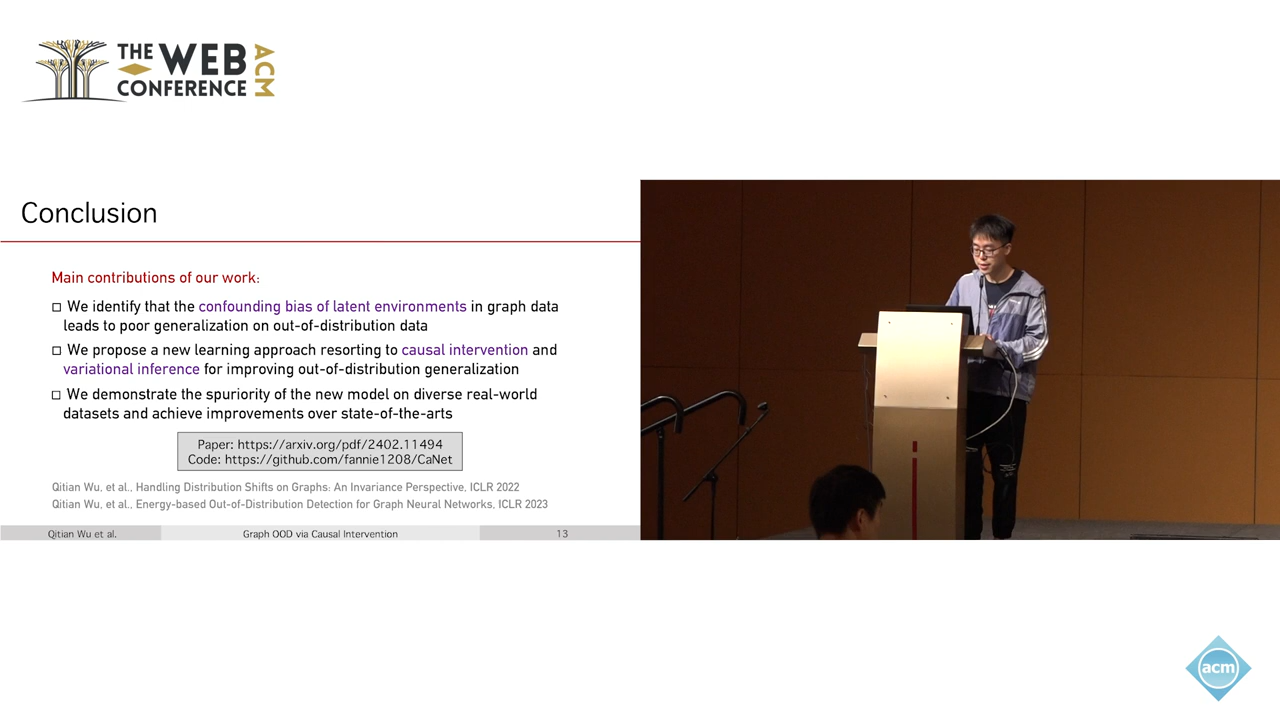 THE WEB
CONFERENCE
ACM
Conclusion
Main contributions of our work:
□ We identify that the confounding bias of latent environments in graph data
leads to poor generalization on out-of-distribution data
□ We propose a new learning approach resorting to causal intervention and
variational inference for improving out-of-distribution generalization
□ We demonstrate the spuriority of the new model on diverse real-world
datasets and achieve improvements over state-of-the-arts
Paper: https://arxiv.org/pdf/2402.11494
Code: https://github.com/fannie1208/CaNet
Qitian Wu, et al., Handling Distribution Shifts on Graphs: An Invariance Perspective, ICLR 2022
Qitian Wu, et al., Energy-based Out-of-Distribution Detection for Graph Neural Networks, ICLR 2023
Qitian Wu et al.
Graph OOD via Causal Intervention
13
acm